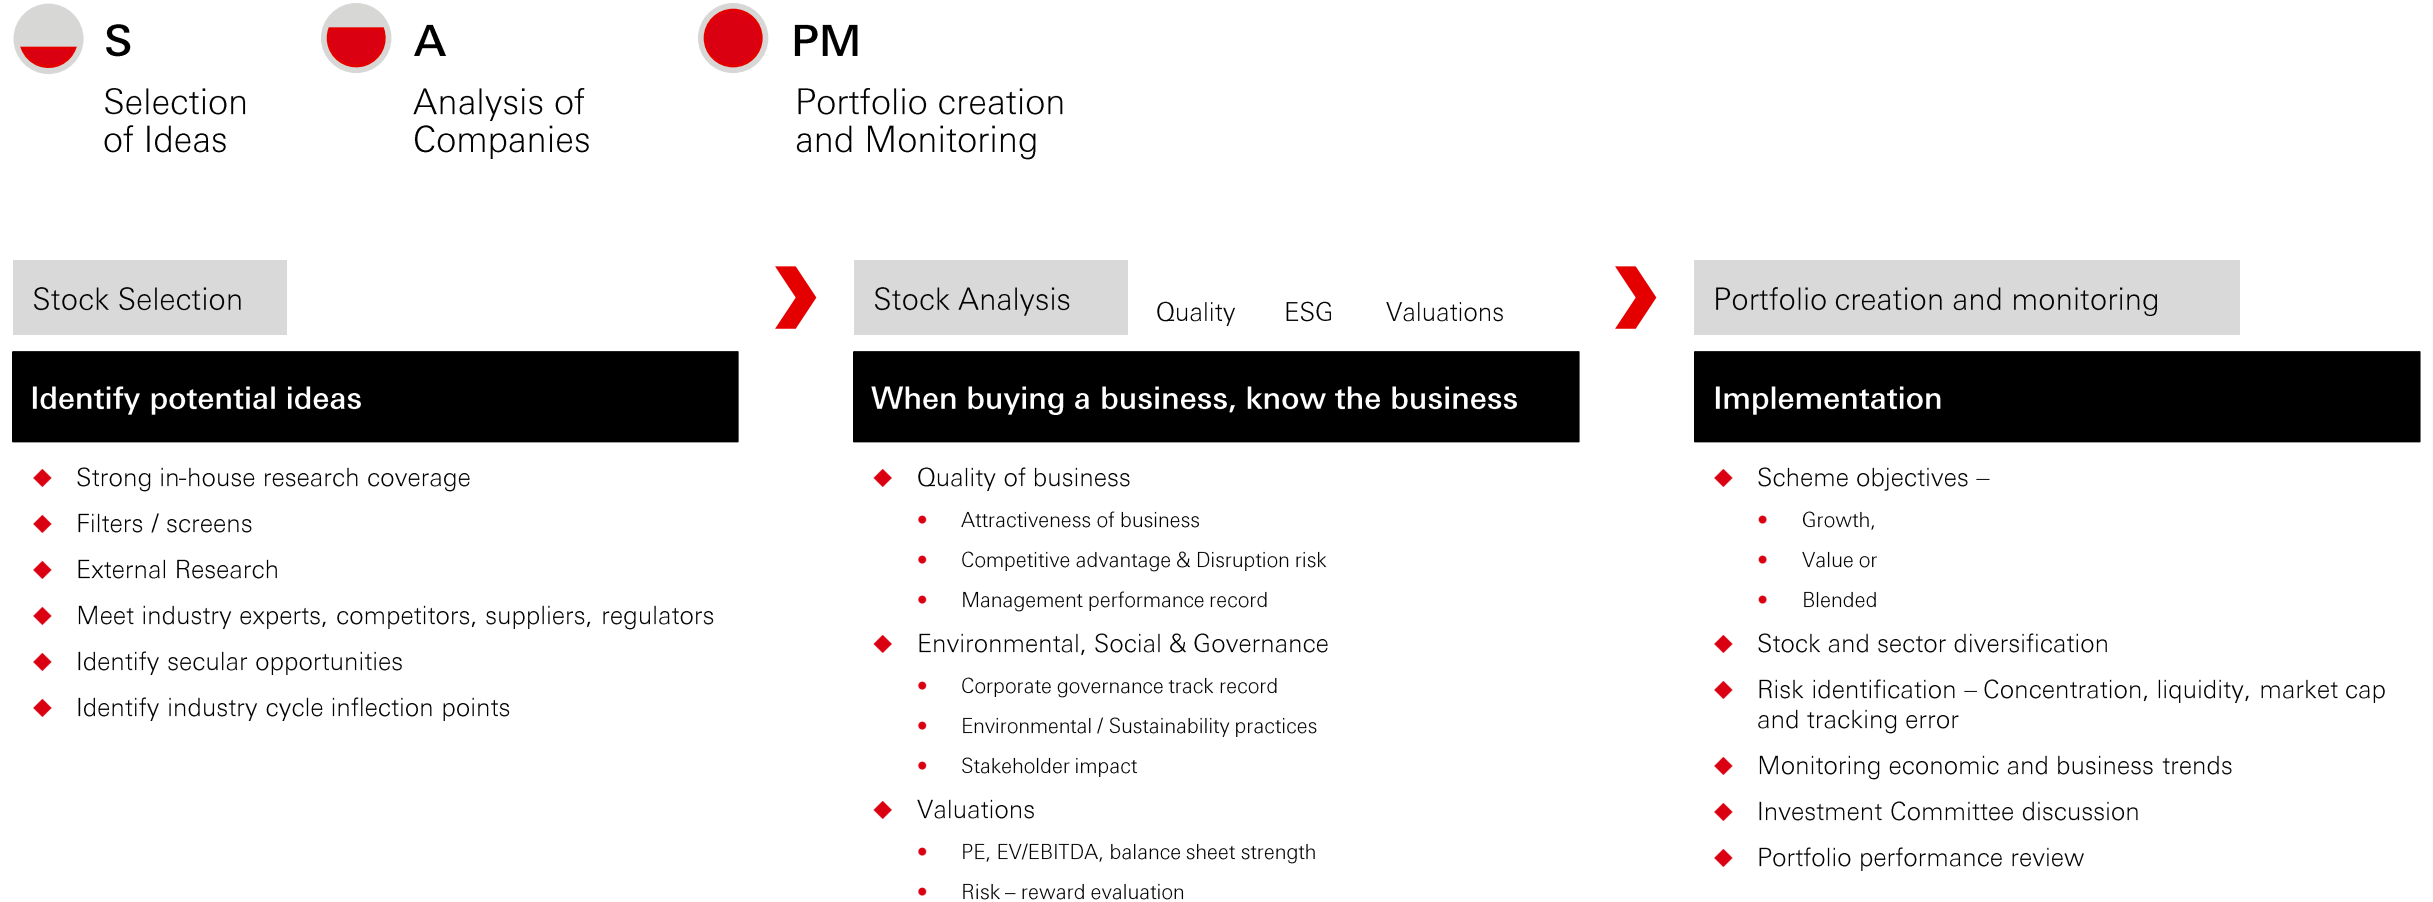 S
Selection
of Ideas
A
Analysis of
Companies
PM
Portfolio creation
and Monitoring
Stock Selection
Identify potential ideas
Strong in-house research coverage
Filters / screens
External Research
Meet industry experts, competitors, suppliers, regulators
Identify secular opportunities
Identify industry cycle inflection points
Stock Analysis
Quality
ESG
Valuations
When buying a business, know the business
Quality of business
Attractiveness of business
Competitive advantage & Disruption risk
Management performance record
Environmental, Social & Governance
Corporate governance track record
Environmental / Sustainability practices
Stakeholder impact
Valuations
PE, EV/EBITDA, balance sheet strength
Risk – reward evaluation
Portfolio creation and monitoring
Implementation
Scheme objectives –
Growth,
Value or
Blended
Stock and sector diversification
Risk identification – Concentration, liquidity, market cap
and tracking error
Monitoring economic and business trends
Investment Committee discussion
Portfolio performance review